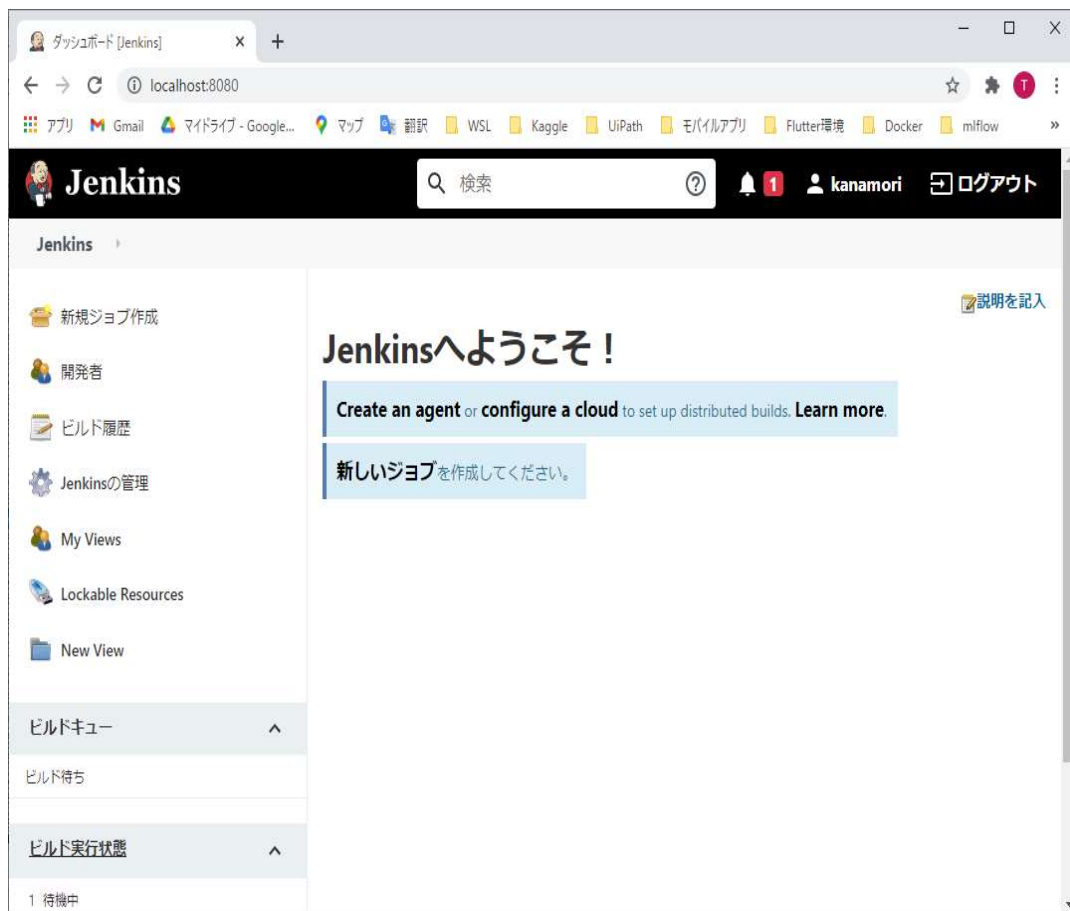 ダッシュボード [Jenkins]
localhost:8080
アプリ Gmail マイドライブ - Google... マップ 翻訳 WSL Kaggle UiPath モバイルアプリ Flutter環境 Docker mlflow »
T
Jenkins 検索 1 kanamori ログアウト
Jenkins
説明を記入
新規ジョブ作成
開発者
ビルド履歴
Jenkinsの管理
My Views
Lockable Resources
New View
Jenkinsへようこそ！
Create an agent or configure a cloud to set up distributed builds. Learn more.
新しいジョブを作成してください。
ビルドキュー
ビルド待ち
ビルド実行状態
1 待機中